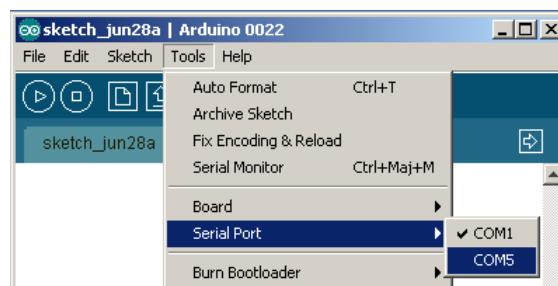 sketch_jun28a | Arduino 0022
File Edit Sketch Tools Help
Auto Format Ctrl+T
Archive Sketch
sketch_jun28a
Fix Encoding & Reload
Serial Monitor Ctrl+Maj+M
Board
Serial Port
COM1
COM5
Burn Bootloader